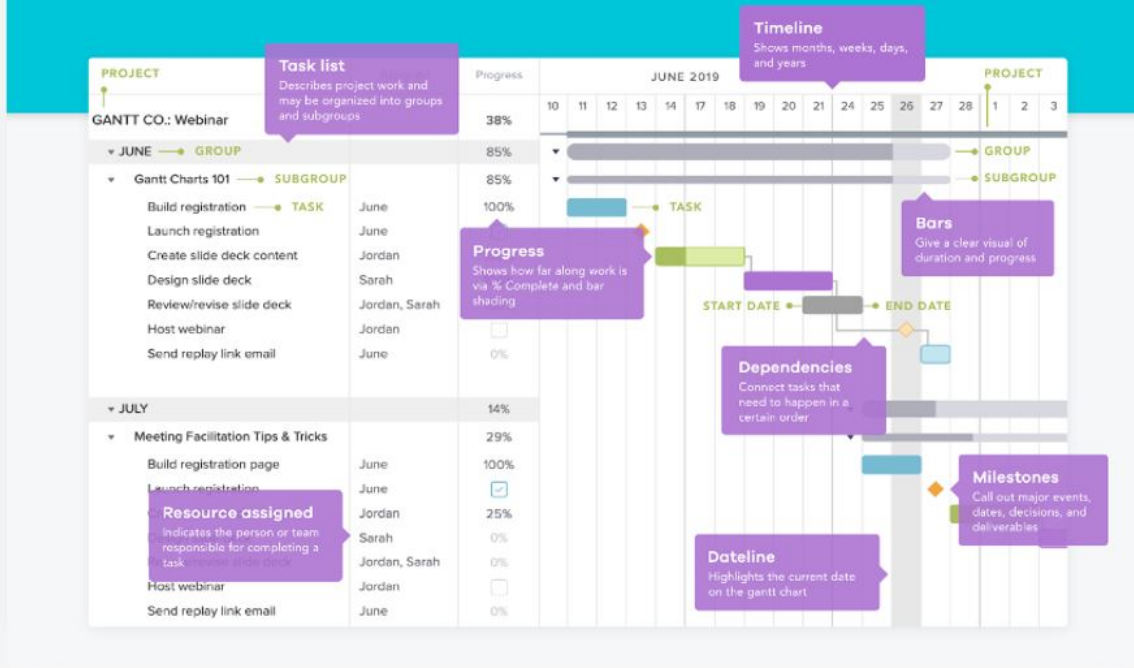 Timeline
Shows months, weeks, days,
and years
Task list
Describes project work and
may be organized into groups
and subgroups
PROJECT
Progress
JUNE 2019
PROJECT
10 11 12 13 14 17 18 19 20 21 24 25 26 27 28 1 2 3
GANTT CO.: Webinar 38%
JUNE GROUP 85% GROUP
Gantt Charts 101 SUBGROUP 85% SUBGROUP
Build registration TASK June 100% TASK
Launch registration June
Create slide deck content Jordan
Design slide deck Sarah
Review/revise slide deck Jordan, Sarah START DATE END DATE
Host webinar Jordan
Send replay link email June 0%
Progress
Shows how far along work is
via % Complete and bar
shading
Bars
Give a clear visual of
duration and progress
Dependencies
Connect tasks that
need to happen in a
certain order
JULY 14%
Meeting Facilitation Tips & Tricks 29%
Build registration page June 100%
Launch registration June
Jordan 25%
Sarah 0%
Jordan, Sarah 0%
Host webinar Jordan
Send replay link email June 0%
Resource assigned
Indicates the person or team
responsible for completing a
task
Milestones
Call out major events,
dates, decisions, and
deliverables
Dateline
Highlights the current date
on the gantt chart